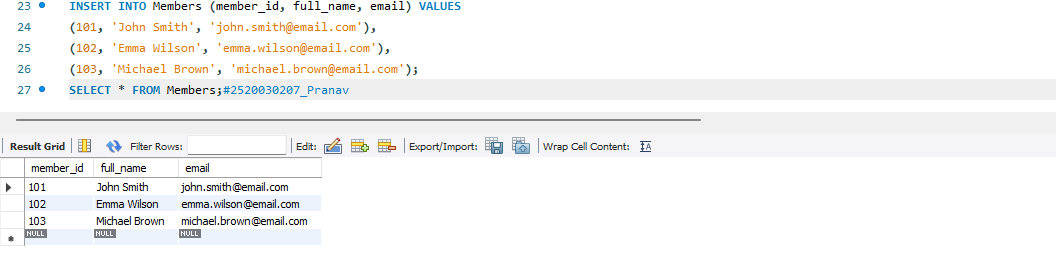 23 INSERT INTO Members (member_id, full_name, email) VALUES
24 (101, 'John Smith', 'john.smith@email.com'),
25 (102, 'Emma Wilson', 'emma.wilson@email.com'),
26 (103, 'Michael Brown', 'michael.brown@email.com');
27 SELECT * FROM Members;#2520030207_Pranav
Result Grid Filter Rows: Edit: Export/Import: Wrap Cell Content:
member_id full_name email
101 John Smith john.smith@email.com
102 Emma Wilson emma.wilson@email.com
103 Michael Brown michael.brown@email.com
NULL NULL NULL